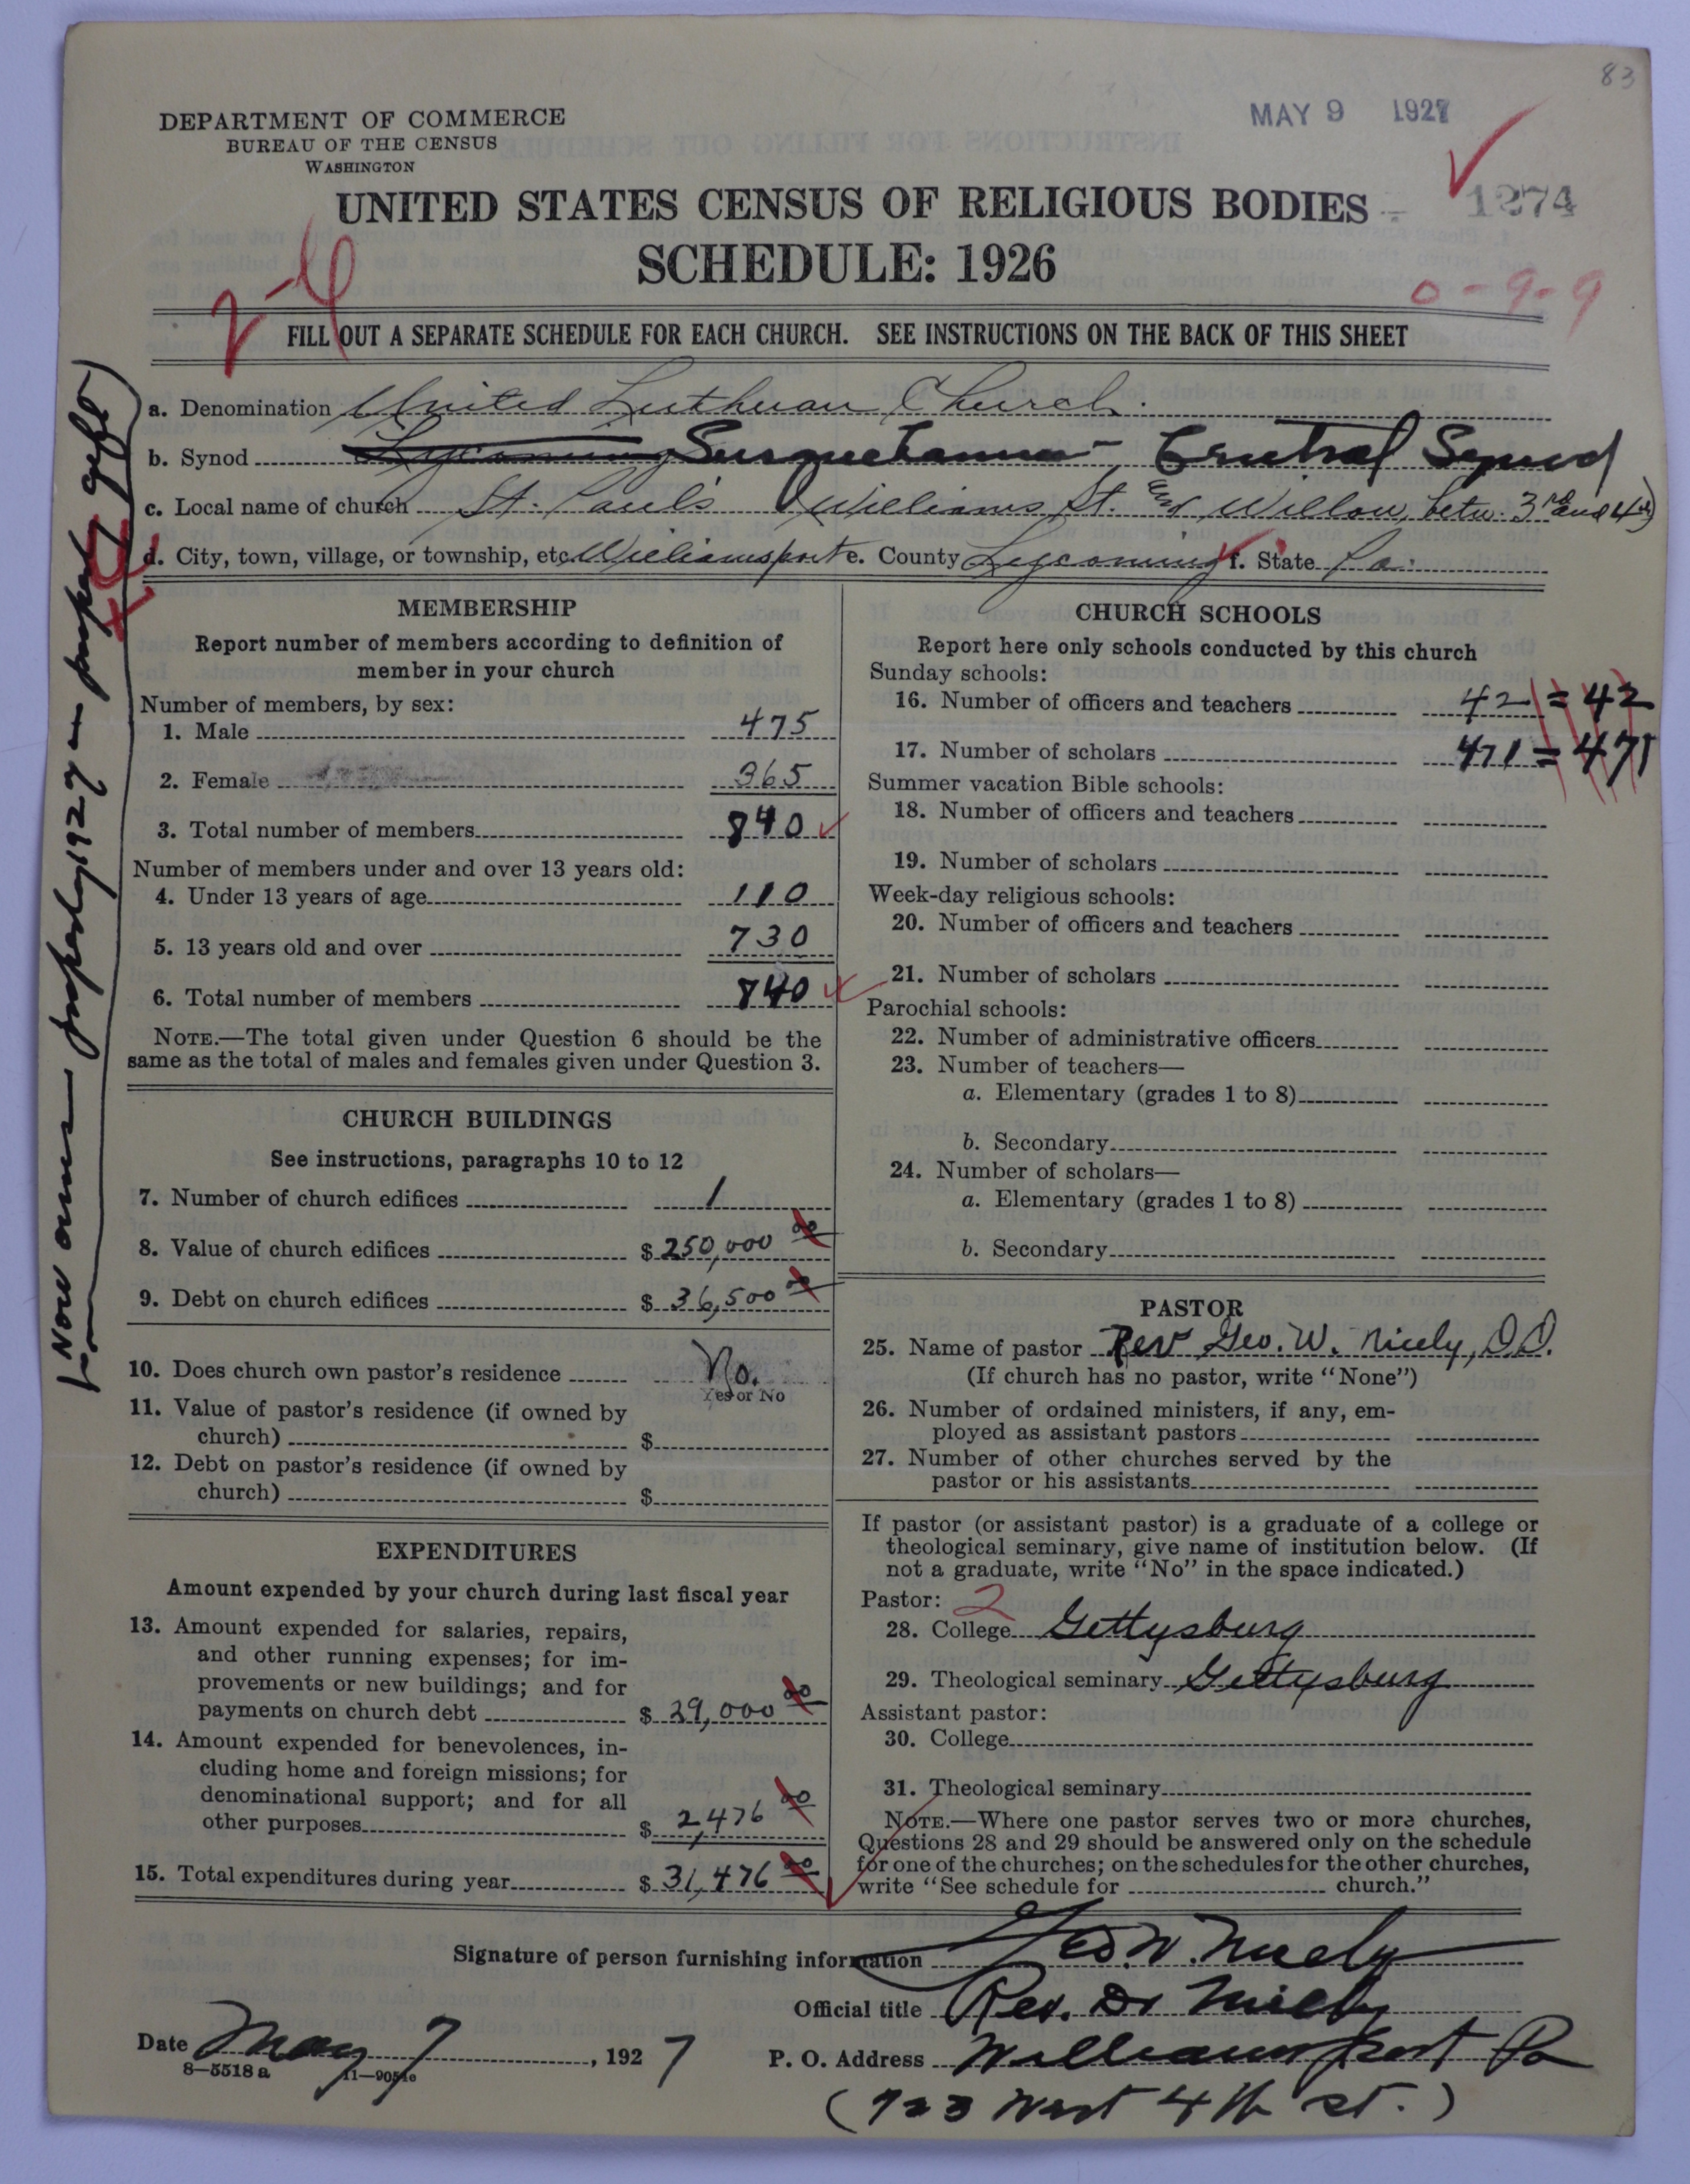 83
DEPARTMENT OF COMMERCE
BUREAU OF THE CENSUS
WASHINGTON
MAY 9 1927
UNITED STATES CENSUS OF RELIGIOUS BODIES
1274
SCHEDULE: 1926
0-9-9
FILL OUT A SEPARATE SCHEDULE FOR EACH CHURCH. SEE INSTRUCTIONS ON THE BACK OF THIS SHEET
a. Denomination United Lutheran Church
b. Synod Lycoming Susquehanna - Central Synod
c. Local name of church St. Paul's Williams St. and Willow, betw. 3rd and 4th)
d. City, town, village, or township, etc. Williamsport e. County Lycoming f. State Pa.
MEMBERSHIP
Report number of members according to definition of
member in your church
Number of members, by sex:
1. Male 475
2. Female 365
3. Total number of members 840
Number of members under and over 13 years old:
4. Under 13 years of age 110
5. 13 years old and over 730
6. Total number of members 840
NOTE.—The total given under Question 6 should be the
same as the total of males and females given under Question 3.
CHURCH BUILDINGS
See instructions, paragraphs 10 to 12
7. Number of church edifices 1
8. Value of church edifices $ 250,000 00
9. Debt on church edifices $ 36,500 00
10. Does church own pastor's residence No.
Yes or No
11. Value of pastor's residence (if owned by
church) $
12. Debt on pastor's residence (if owned by
church) $
EXPENDITURES
Amount expended by your church during last fiscal year
13. Amount expended for salaries, repairs,
and other running expenses; for im-
provements or new buildings; and for
payments on church debt $ 29,000 00
14. Amount expended for benevolences, in-
cluding home and foreign missions; for
denominational support; and for all
other purposes $ 2,476 00
15. Total expenditures during year $ 31,476 00
CHURCH SCHOOLS
Report here only schools conducted by this church
Sunday schools:
16. Number of officers and teachers 42 = 42
17. Number of scholars 471 = 471
Summer vacation Bible schools:
18. Number of officers and teachers
19. Number of scholars
Week-day religious schools:
20. Number of officers and teachers
21. Number of scholars
Parochial schools:
22. Number of administrative officers
23. Number of teachers—
a. Elementary (grades 1 to 8)
b. Secondary
24. Number of scholars—
a. Elementary (grades 1 to 8)
b. Secondary
PASTOR
25. Name of pastor Rev Geo. W. Nicely, D.D.
(If church has no pastor, write "None")
26. Number of ordained ministers, if any, em-
ployed as assistant pastors
27. Number of other churches served by the
pastor or his assistants
If pastor (or assistant pastor) is a graduate of a college or
theological seminary, give name of institution below. (If
not a graduate, write "No" in the space indicated.)
Pastor: 2
28. College Gettysburg
29. Theological seminary Gettysburg
Assistant pastor:
30. College
31. Theological seminary
NOTE.—Where one pastor serves two or more churches,
Questions 28 and 29 should be answered only on the schedule
for one of the churches; on the schedules for the other churches,
write "See schedule for church."
Signature of person furnishing information Geo. W. Nicely
Official title Rev. Dr Nicely
Date May 7, 1927
P. O. Address Williamsport Pa
8—5518 a 11—9051c
(723 West 4th St.)
Now owns property 1927